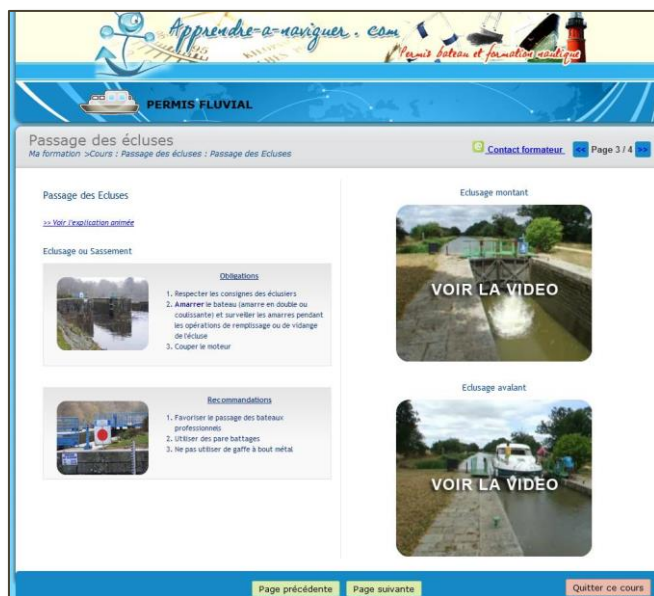 Apprendre-a-naviguer.com
Permis bateau et formation nautique
PERMIS FLUVIAL
Passage des écluses
Ma formation >Cours : Passage des écluses : Passage des Ecluses
Contact formateur
<< Page 3 / 4 >>
Passage des Ecluses
>> Voir l'explication animée
Eclusage ou Sassement
Obligations
1. Respecter les consignes des éclusiers
2. Amarrer le bateau (amarre en double ou
coulissante) et surveiller les amarres pendant
les opérations de remplissage ou de vidange
de l'écluse
3. Couper le moteur
Recommandations
1. Favoriser le passage des bateaux
professionnels
2. Utiliser des pare battages
3. Ne pas utiliser de gaffe à bout métal
Eclusage montant
VOIR LA VIDEO
Eclusage avalant
VOIR LA VIDEO
Page précédente
Page suivante
Quitter ce cours